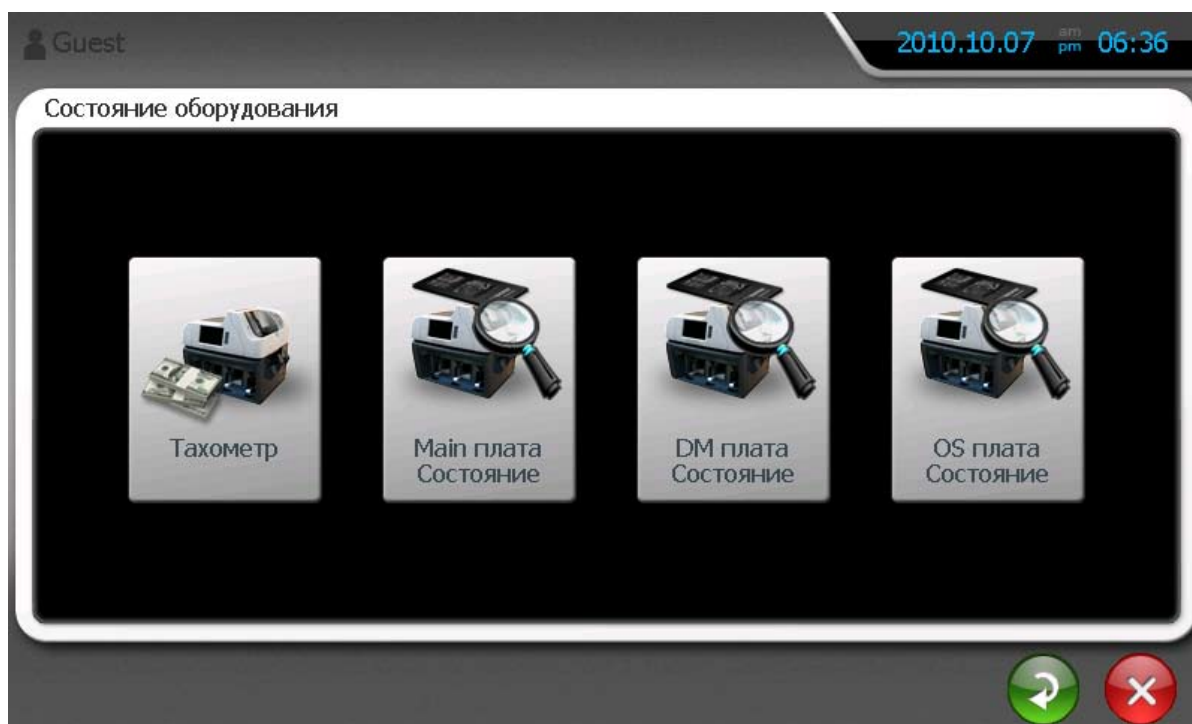 Guest
2010.10.07 am pm 06:36
Состояние оборудования
Тахометр
Main плата
Состояние
DM плата
Состояние
OS плата
Состояние